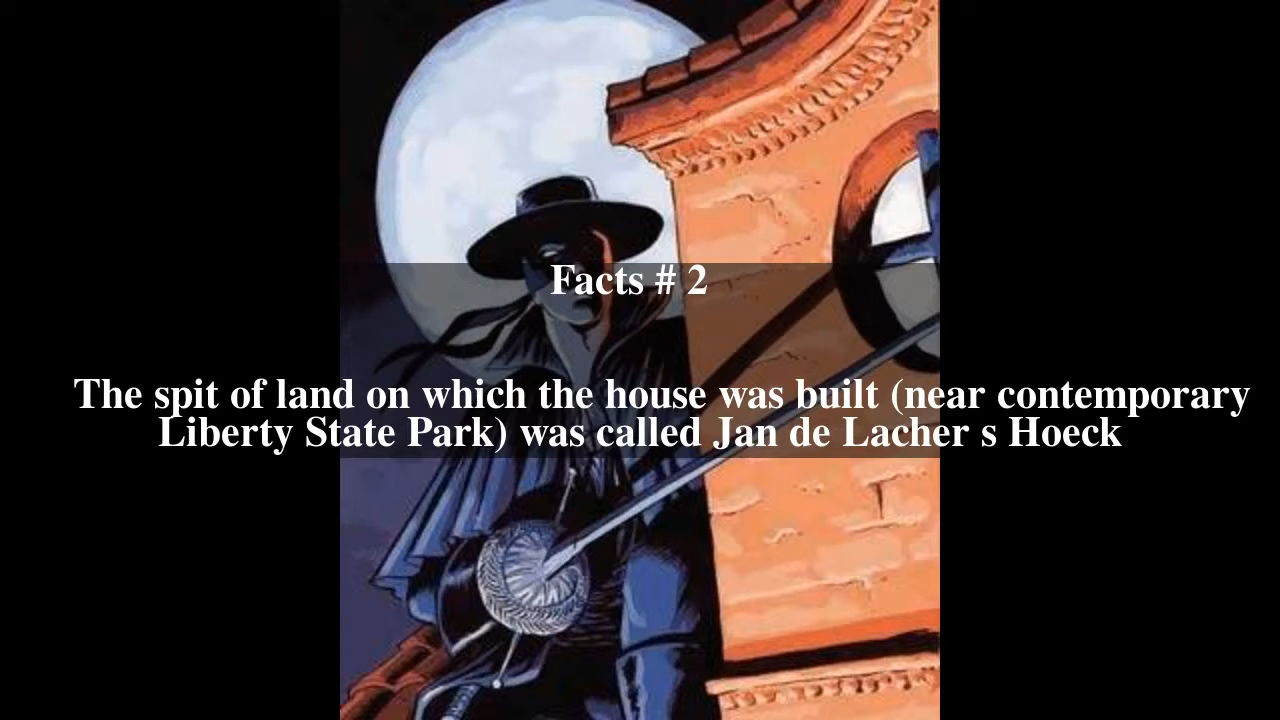 Facts # 2
The spit of land on which the house was built (near contemporary
Liberty State Park) was called Jan de Lacher s Hoeck